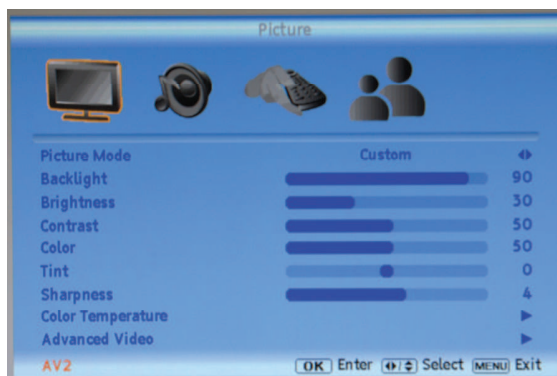 Picture
Picture Mode Custom
Backlight 90
Brightness 30
Contrast 50
Color 50
Tint 0
Sharpness 4
Color Temperature
Advanced Video
AV2 OK Enter Select MENU Exit